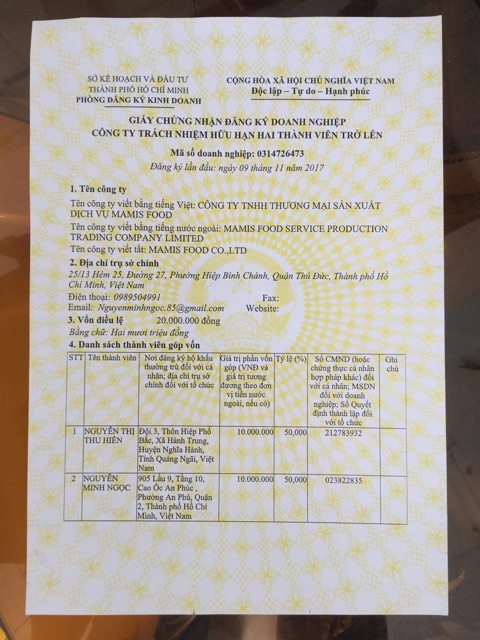 SỞ KẾ HOẠCH VÀ ĐẦU TƯ
THÀNH PHỐ HỒ CHÍ MINH
PHÒNG ĐĂNG KÝ KINH DOANH
CỘNG HÒA XÃ HỘI CHỦ NGHĨA VIỆT NAM
Độc lập – Tự do – Hạnh phúc
GIẤY CHỨNG NHẬN ĐĂNG KÝ DOANH NGHIỆP
CÔNG TY TRÁCH NHIỆM HỮU HẠN HAI THÀNH VIÊN TRỞ LÊN
Mã số doanh nghiệp: 0314726473
Đăng ký lần đầu: ngày 09 tháng 11 năm 2017
1. Tên công ty
Tên công ty viết bằng tiếng Việt: CÔNG TY TNHH THƯƠNG MẠI SẢN XUẤT
DỊCH VỤ MAMIS FOOD
Tên công ty viết bằng tiếng nước ngoài: MAMIS FOOD SERVICE PRODUCTION
TRADING COMPANY LIMITED
Tên công ty viết tắt: MAMIS FOOD CO.,LTD
2. Địa chỉ trụ sở chính
25/13 Hẻm 25, Đường 27, Phường Hiệp Bình Chánh, Quận Thủ Đức, Thành phố Hồ
Chí Minh, Việt Nam
Điện thoại: 0989504991 Fax:
Email: Nguyenminhngoc.85@gmail.com Website:
3. Vốn điều lệ 20.000.000 đồng
Bằng chữ: Hai mươi triệu đồng
4. Danh sách thành viên góp vốn
STT
Tên thành viên
Nơi đăng ký hộ khẩu
thường trú đối với cá
nhân; địa chỉ trụ sở
chính đối với tổ chức
Giá trị phần vốn
góp (VNĐ và
giá trị tương
đương theo đơn
vị tiền nước
ngoài, nếu có)
Tỷ lệ (%)
Số CMND (hoặc
chứng thực cá nhân
hợp pháp khác) đối
với cá nhân; MSDN
đối với doanh
nghiệp; Số Quyết
định thành lập đối
với tổ chức
Ghi
chú
1
NGUYỄN THỊ
THU HIỀN
Đội 3, Thôn Hiệp Phổ
Bắc, Xã Hành Trung,
Huyện Nghĩa Hành,
Tỉnh Quảng Ngãi, Việt
Nam
10.000.000
50,000
212783932
2
NGUYỄN
MINH NGỌC
905 Lầu 9, Tầng 10,
Cao Ốc An Phúc ,
Phường An Phú, Quận
2, Thành phố Hồ Chí
Minh, Việt Nam
10.000.000
50,000
023822835